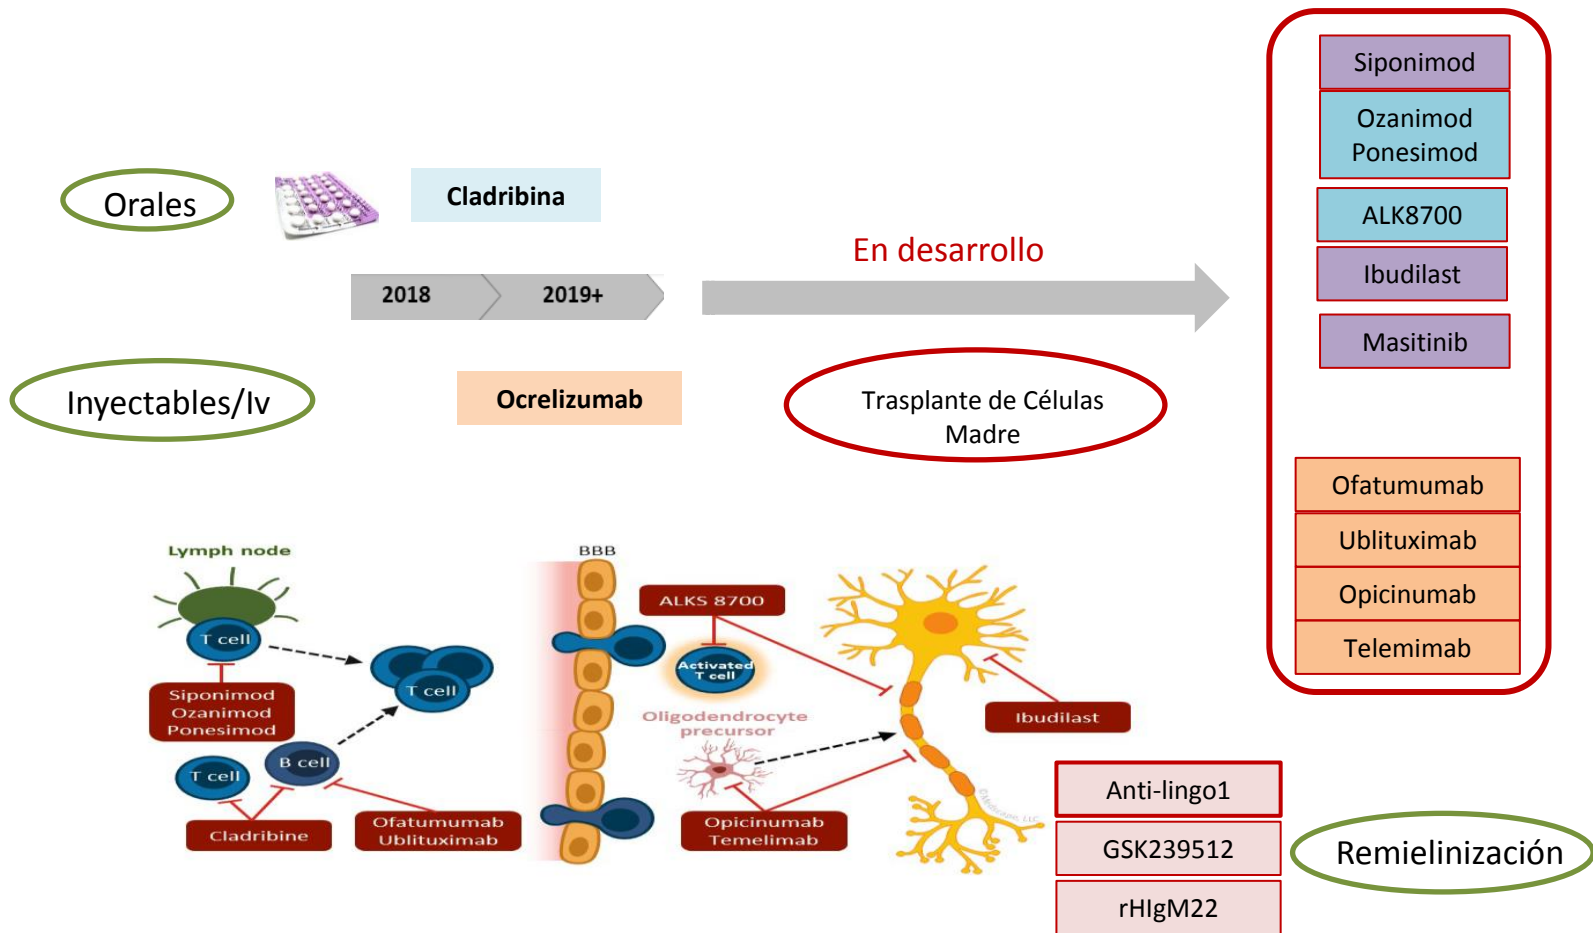 Siponimod
Ozanimod
Ponesimod
ALK8700
Ibudilast
Masitinib
Orales
Cladribina
En desarrollo
2018
2019+
Inyectables/Iv
Ocrelizumab
Trasplante de Células
Madre
Ofatumumab
Ublituximab
Opicinumab
Telemimab
Lymph node
T cell
Siponimod
Ozanimod
Ponesimod
T cell
T cell
B cell
Cladribine
Ofatumumab
Ublituximab
BBB
ALKS 8700
Activated
T cell
Oligodendrocyte
precursor
Opicinumab
Temelimab
Ibudilast
©Medscape, LLC
Anti-lingo1
GSK239512
rHIgM22
Remielinización